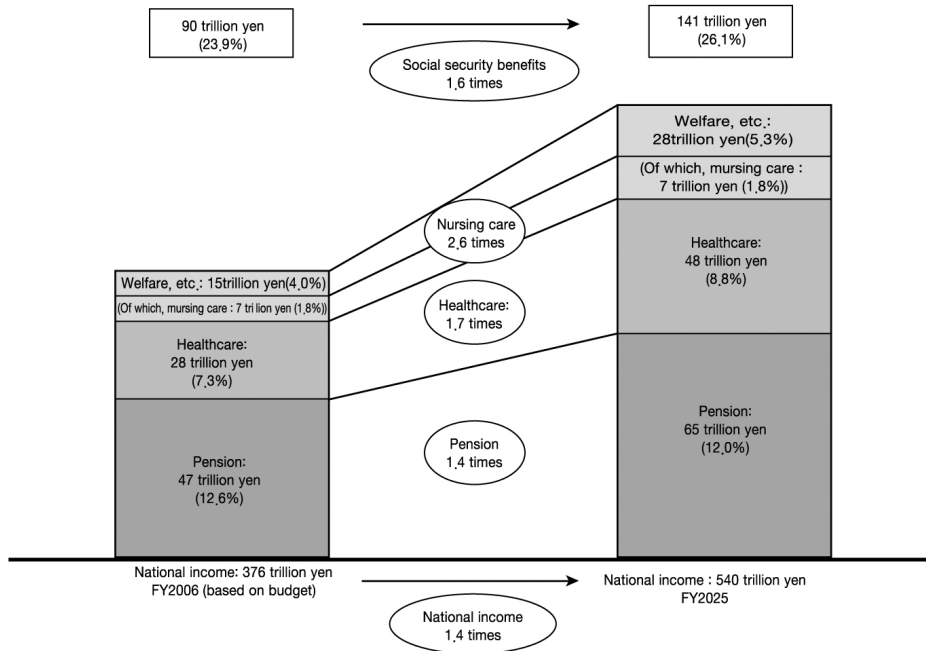 90 trillion yen
(23.9%)
141 trillion yen
(26.1%)
Social security benefits
1.6 times
Welfare, etc.:
28trillion yen(5.3%)
(Of which, mursing care :
7 trillion yen (1.8%))
Healthcare:
48 trillion yen
(8.8%)
Pension:
65 trillion yen
(12.0%)
Nursing care
2.6 times
Healthcare:
1.7 times
Pension
1.4 times
Welfare, etc.: 15trillion yen(4.0%)
(Of which, mursing care : 7 tri lion yen (1.8%))
Healthcare:
28 trillion yen
(7.3%)
Pension:
47 trillion yen
(12.6%)
National income: 376 trillion yen
FY2006 (based on budget)
National income : 540 trillion yen
FY2025
National income
1.4 times